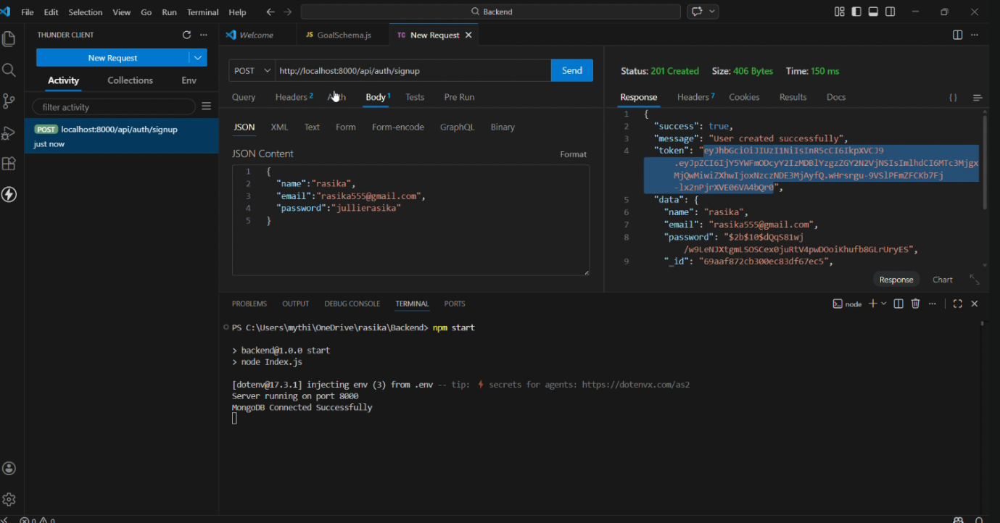 File Edit Selection View Go Run Terminal Help
Backend
THUNDER CLIENT
New Request
Activity Collections Env
filter activity
POST localhost:8000/api/auth/signup
just now
Welcome
JS GoalSchema.js
TC New Request
POST http://localhost:8000/api/auth/signup Send
Query Headers 2 Auth Body 1 Tests Pre Run
JSON XML Text Form Form-encode GraphQL Binary
JSON Content Format
1 {
2 "name":"rasika",
3 "email":"rasika555@gmail.com",
4 "password":"jullierasika"
5 }
Status: 201 Created Size: 406 Bytes Time: 150 ms
Response Headers 7 Cookies Results Docs { }
1 {
2 "success": true,
3 "message": "User created successfully",
4 "token": "eyJhbGciOiJIUzI1NiIsInR5cCI6IkpXVCJ9
.eyJpZCI6IjY5YWFmODcyY2IzMDBlYzgzZGY2N2VjNSIsImlhdCI6MTc3Mjgx
MjQwMiwiZXhwIjoxNzczNDE3MjAyfQ.wHrsrgu-9VSlPFmZFCKb7Fj
-lx2nPjrXVE06VA4bQr0",
5 "data": {
6 "name": "rasika",
7 "email": "rasika555@gmail.com",
8 "password": "$2b$10$dQqS81wj
/w9LeNJXtgmLSOSCex0juRtV4pwDOoiKhufb8GLrUryES",
9 "_id": "69aaf872cb300ec83df67ec5",
Response Chart
PROBLEMS OUTPUT DEBUG CONSOLE TERMINAL PORTS
node
PS C:\Users\mythi\OneDrive\rasika\Backend> npm start
> backend@1.0.0 start
> node Index.js
[dotenv@17.3.1] injecting env (3) from .env -- tip: ⚡ secrets for agents: https://dotenvx.com/as2
Server running on port 8000
MongoDB Connected Successfully
0 0